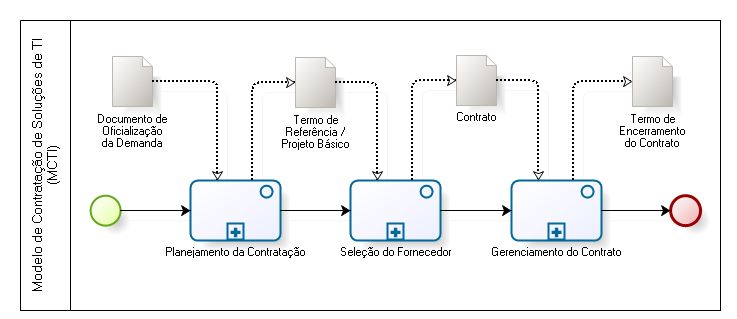 Modelo de Contratação de Soluções de TI
(MCTI)
Documento de
Oficialização
da Demanda
Termo de
Referência /
Projeto Básico
Contrato
Termo de
Encerramento
do Contrato
Planejamento da Contratação
Seleção do Fornecedor
Gerenciamento do Contrato